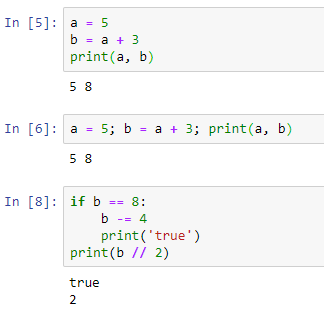 In [5]: a = 5
b = a + 3
print(a, b)
5 8
In [6]: a = 5; b = a + 3; print(a, b)
5 8
In [8]: if b == 8:
    b -= 4
    print('true')
print(b // 2)
true
2